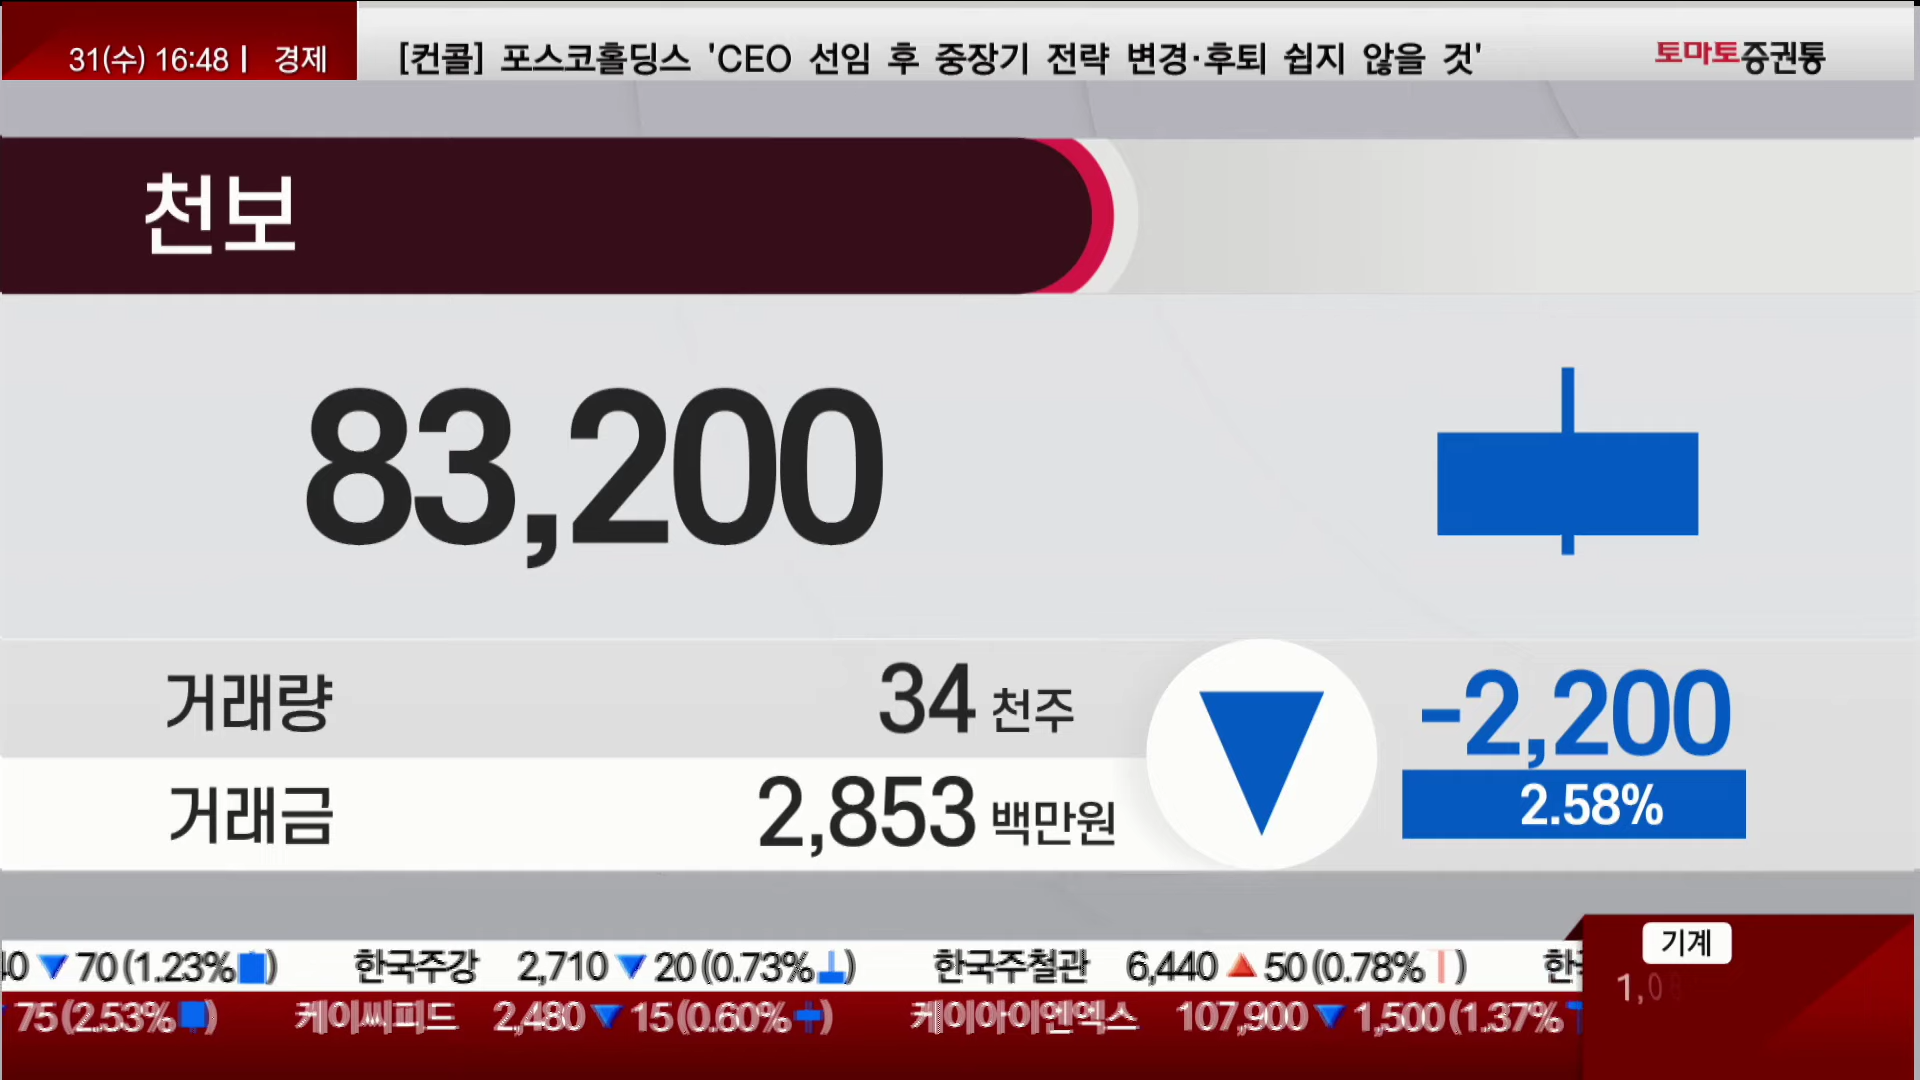 31(수) 16:48 | 경제
[컨콜] 포스코홀딩스 'CEO 선임 후 중장기 전략 변경·후퇴 쉽지 않을 것'
토마토증권통
천보
83,200
거래량 34 천주
-2,200
거래금 2,853 백만원
2.58%
기계
40 ▼ 70(1.23%) 한국주강 2,710 ▼ 20(0.73%) 한국주철관 6,440 ▲ 50(0.78%)
75(2.53%) 케이씨피드 2,480 ▼ 15(0.60%) 케이아이엔엑스 107,900 ▼ 1,500(1.37%